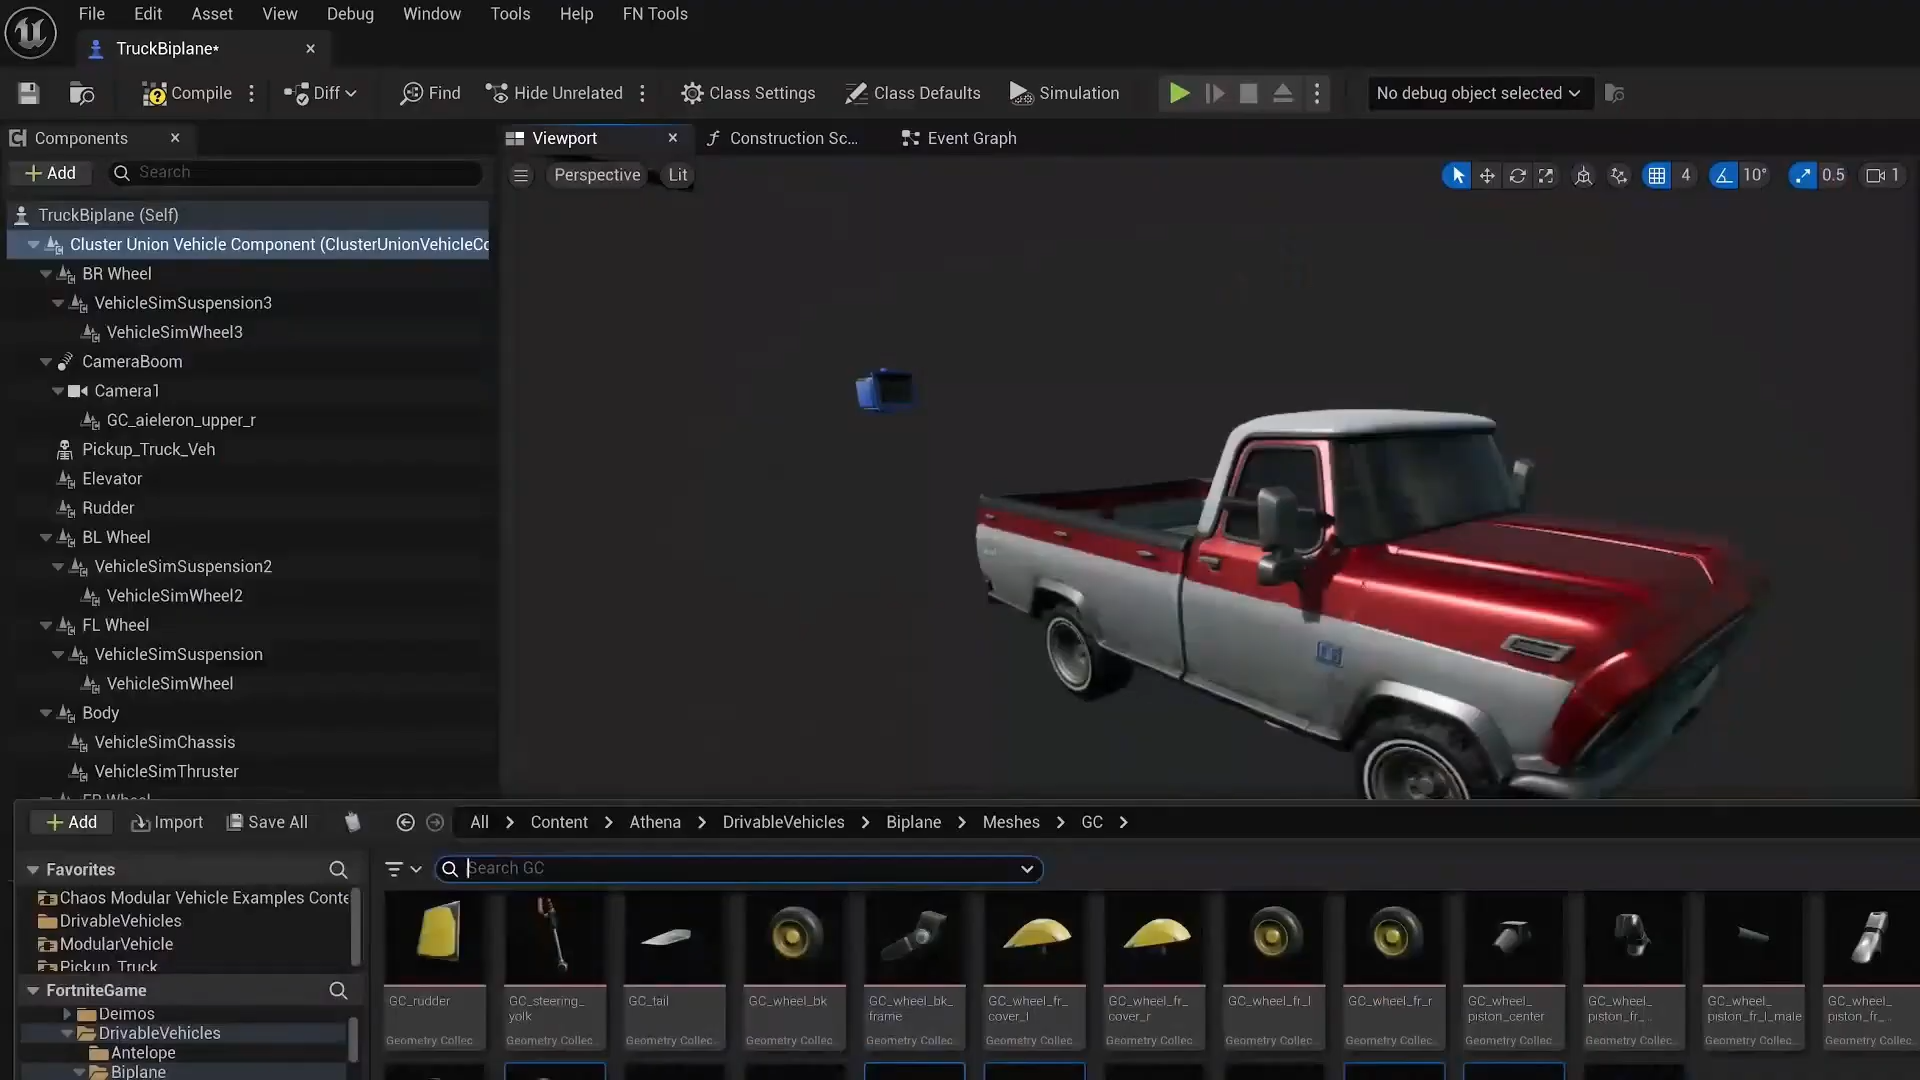 File Edit Asset View Debug Window Tools Help FN Tools
TruckBiplane*
Compile Diff Find Hide Unrelated Class Settings Class Defaults Simulation No debug object selected
Components Viewport Construction Sc... Event Graph
Add Search Perspective Lit 4 10° 0.5 1
TruckBiplane (Self)
Cluster Union Vehicle Component (ClusterUnionVehicleCo
BR Wheel
VehicleSimSuspension3
VehicleSimWheel3
CameraBoom
Camera1
GC_aieleron_upper_r
Pickup_Truck_Veh
Elevator
Rudder
BL Wheel
VehicleSimSuspension2
VehicleSimWheel2
FL Wheel
VehicleSimSuspension
VehicleSimWheel
Body
VehicleSimChassis
VehicleSimThruster
Add Import Save All All > Content > Athena > DrivableVehicles > Biplane > Meshes > GC >
Favorites
Search GC
Chaos Modular Vehicle Examples Conte
DrivableVehicles
ModularVehicle
Pickup_Truck
FortniteGame
Deimos
DrivableVehicles
Antelope
Biplane
GC_rudder
Geometry Collec
GC_steering_
yolk
Geometry Collec
GC_tail
Geometry Collec
GC_wheel_bk
Geometry Collec
GC_wheel_bk_
frame
Geometry Collec
GC_wheel_fr_
cover_l
Geometry Collec
GC_wheel_fr_
cover_r
Geometry Collec
GC_wheel_fr_l
Geometry Collec
GC_wheel_fr_r
Geometry Collec
GC_wheel_
piston_center
Geometry Collec
GC_wheel_
piston_fr_...
Geometry Collec
GC_wheel_
piston_fr_l_male
Geometry Collec
GC_wheel_
piston_fr_...
Geometry Collec